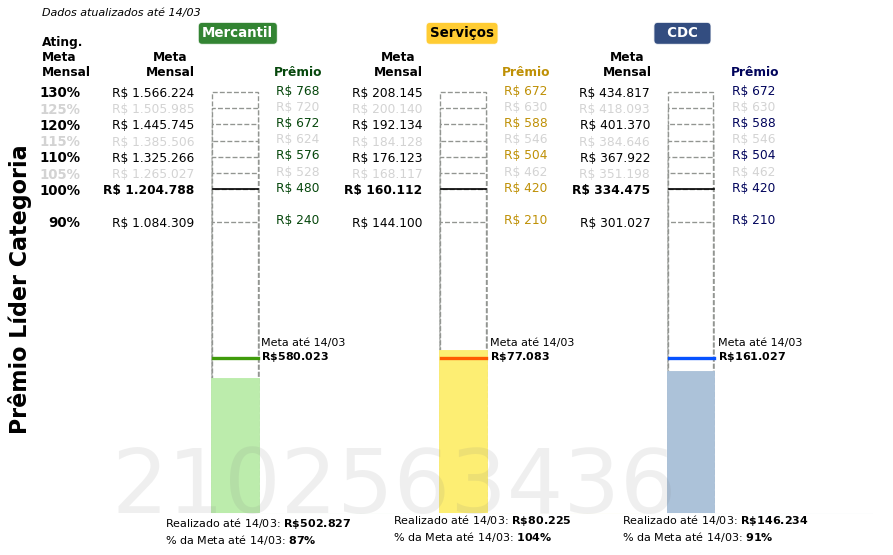 Dados atualizados até 14/03
Mercantil Serviços CDC
Ating.
Meta
Mensal
Meta
Mensal Prêmio
Meta
Mensal Prêmio
Meta
Mensal Prêmio
130% R$ 1.566.224 R$ 768 R$ 208.145 R$ 672 R$ 434.817 R$ 672
125% R$ 1.505.985 R$ 720 R$ 200.140 R$ 630 R$ 418.093 R$ 630
120% R$ 1.445.745 R$ 672 R$ 192.134 R$ 588 R$ 401.370 R$ 588
115% R$ 1.385.506 R$ 624 R$ 184.128 R$ 546 R$ 384.646 R$ 546
110% R$ 1.325.266 R$ 576 R$ 176.123 R$ 504 R$ 367.922 R$ 504
105% R$ 1.265.027 R$ 528 R$ 168.117 R$ 462 R$ 351.198 R$ 462
100% R$ 1.204.788 R$ 480 R$ 160.112 R$ 420 R$ 334.475 R$ 420
90% R$ 1.084.309 R$ 240 R$ 144.100 R$ 210 R$ 301.027 R$ 210
Prêmio Líder Categoria
Meta até 14/03 Meta até 14/03 Meta até 14/03
R$580.023 R$77.083 R$161.027
2102563436
Realizado até 14/03: R$502.827 Realizado até 14/03: R$80.225 Realizado até 14/03: R$146.234
% da Meta até 14/03: 87% % da Meta até 14/03: 104% % da Meta até 14/03: 91%